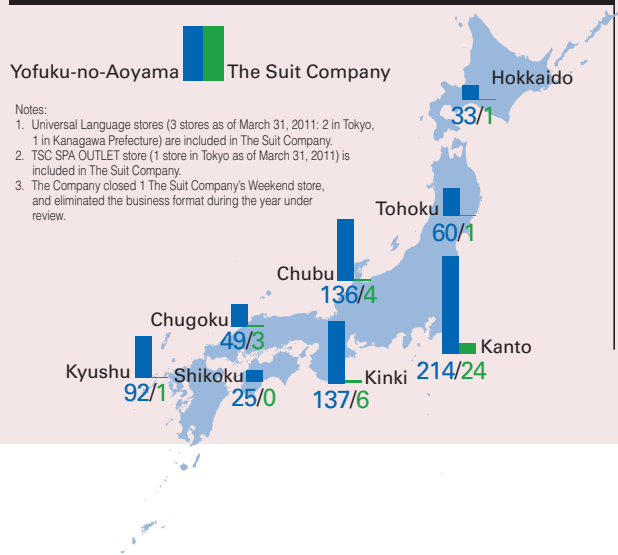 Yofuku-no-Aoyama The Suit Company
Notes:
1. Universal Language stores (3 stores as of March 31, 2011: 2 in Tokyo,
1 in Kanagawa Prefecture) are included in The Suit Company.
2. TSC SPA OUTLET store (1 store in Tokyo as of March 31, 2011) is
included in The Suit Company.
3. The Company closed 1 The Suit Company's Weekend store,
and eliminated the business format during the year under
review.
Hokkaido
33/1
Tohoku
60/1
Chubu
136/4
Chugoku
49/3
Kanto
214/24
Kyushu
92/1
Shikoku
25/0
Kinki
137/6